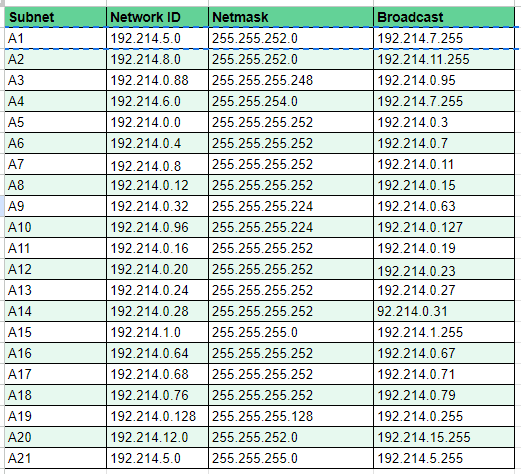 Subnet Network ID Netmask Broadcast
A1 192.214.5.0 255.255.252.0 192.214.7.255
A2 192.214.8.0 255.255.252.0 192.214.11.255
A3 192.214.0.88 255.255.255.248 192.214.0.95
A4 192.214.6.0 255.255.254.0 192.214.7.255
A5 192.214.0.0 255.255.255.252 192.214.0.3
A6 192.214.0.4 255.255.255.252 192.214.0.7
A7 192.214.0.8 255.255.255.252 192.214.0.11
A8 192.214.0.12 255.255.255.252 192.214.0.15
A9 192.214.0.32 255.255.255.224 192.214.0.63
A10 192.214.0.96 255.255.255.224 192.214.0.127
A11 192.214.0.16 255.255.255.252 192.214.0.19
A12 192.214.0.20 255.255.255.252 192.214.0.23
A13 192.214.0.24 255.255.255.252 192.214.0.27
A14 192.214.0.28 255.255.255.252 92.214.0.31
A15 192.214.1.0 255.255.255.0 192.214.1.255
A16 192.214.0.64 255.255.255.252 192.214.0.67
A17 192.214.0.68 255.255.255.252 192.214.0.71
A18 192.214.0.76 255.255.255.252 192.214.0.79
A19 192.214.0.128 255.255.255.128 192.214.0.255
A20 192.214.12.0 255.255.252.0 192.214.15.255
A21 192.214.5.0 255.255.255.0 192.214.5.255